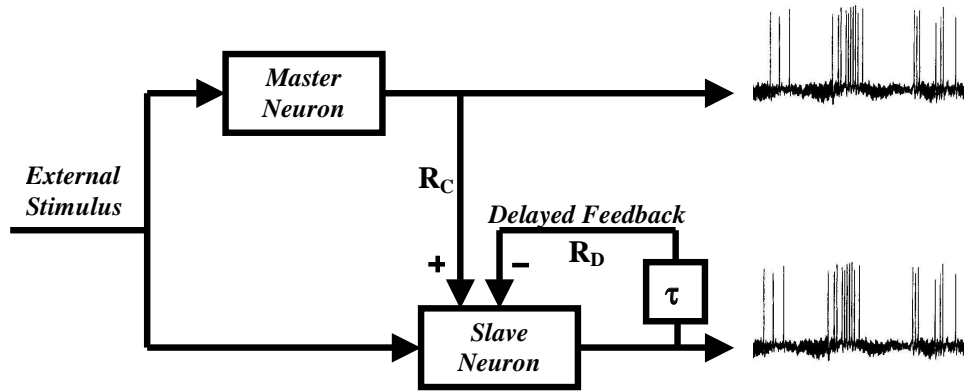 Master
Neuron
External
Stimulus
R_C
Delayed Feedback
R_D
+
−
τ
Slave
Neuron